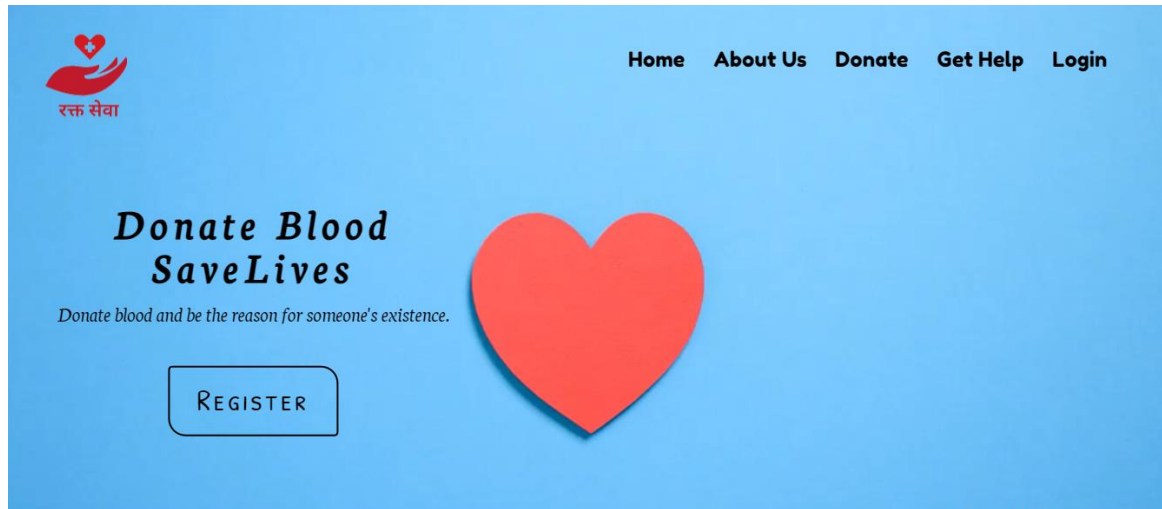 रक्त सेवा
Home About Us Donate Get Help Login
Donate Blood
SaveLives
Donate blood and be the reason for someone's existence.
Register